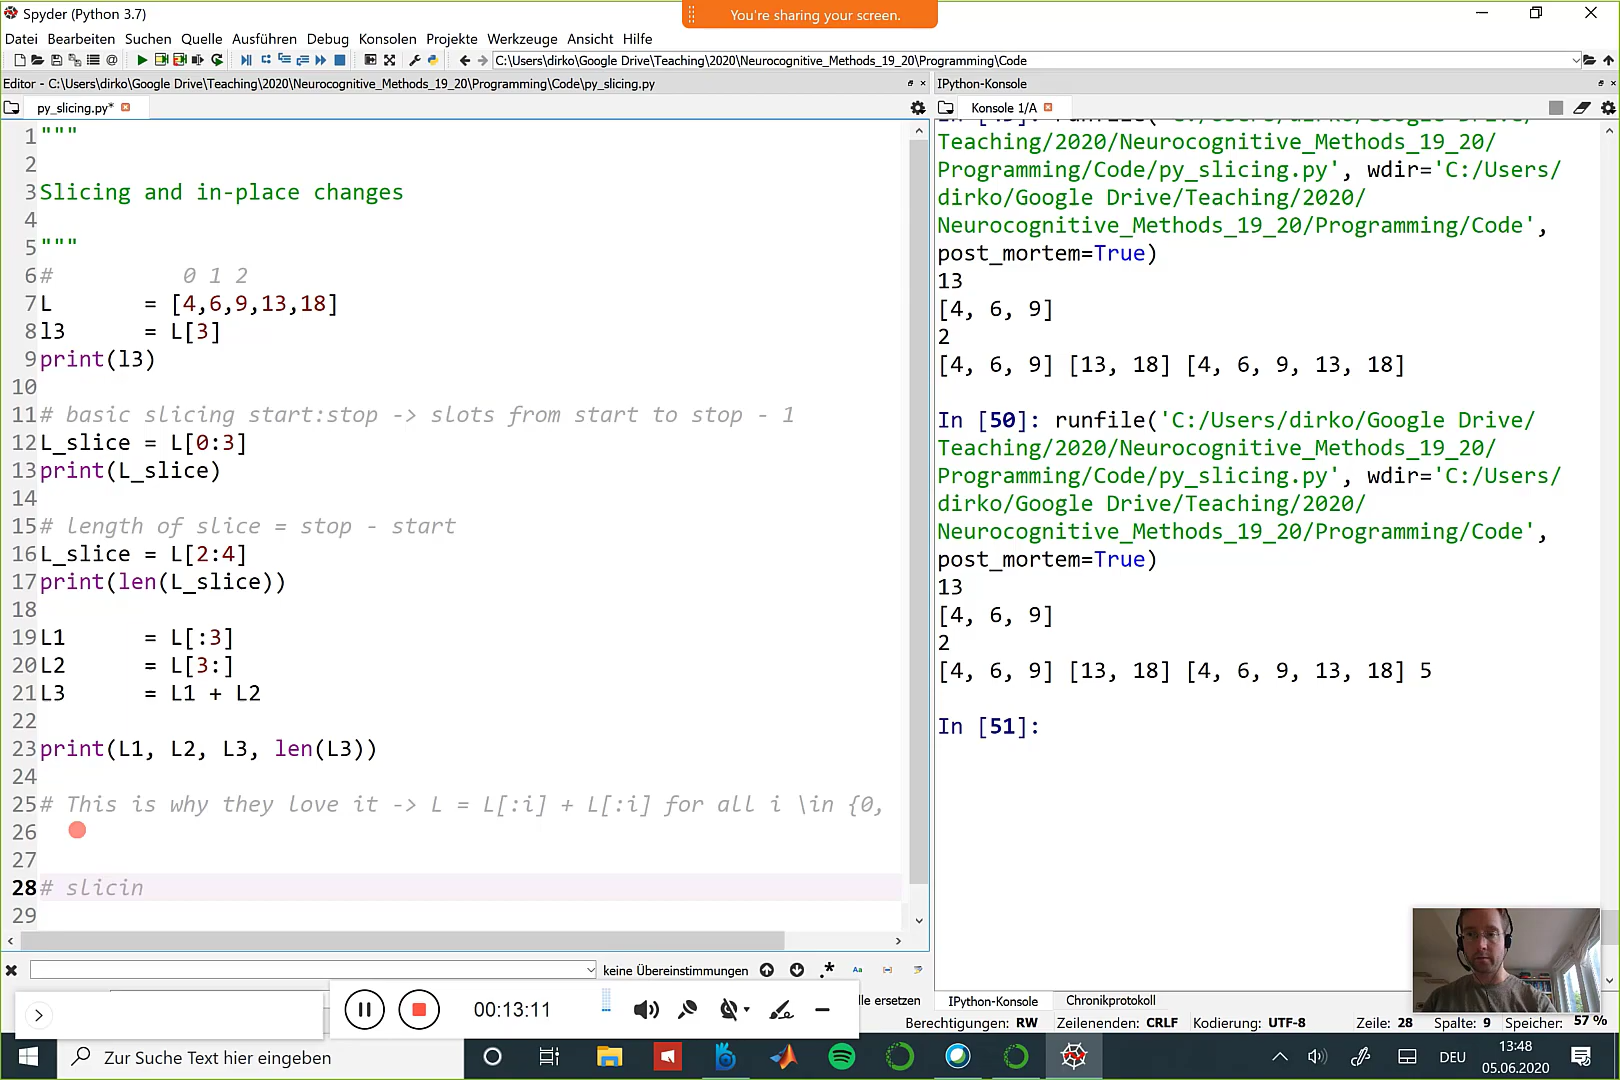 Spyder (Python 3.7)
You're sharing your screen.
Datei Bearbeiten Suchen Quelle Ausführen Debug Konsolen Projekte Werkzeuge Ansicht Hilfe
C:\Users\dirko\Google Drive\Teaching\2020\Neurocognitive_Methods_19_20\Programming\Code
Editor - C:\Users\dirko\Google Drive\Teaching\2020\Neurocognitive_Methods_19_20\Programming\Code\py_slicing.py
py_slicing.py*
1 """
2
3 Slicing and in-place changes
4
5 """
6 # 0 1 2
7 L = [4,6,9,13,18]
8 l3 = L[3]
9 print(l3)
10
11 # basic slicing start:stop -> slots from start to stop - 1
12 L_slice = L[0:3]
13 print(L_slice)
14
15 # length of slice = stop - start
16 L_slice = L[2:4]
17 print(len(L_slice))
18
19 L1 = L[:3]
20 L2 = L[3:]
21 L3 = L1 + L2
22
23 print(L1, L2, L3, len(L3))
24
25 # This is why they love it -> L = L[:i] + L[:i] for all i \in {0,
26
27
28 # slicin
29
keine Übereinstimmungen
Aa
00:13:11
lle ersetzen
IPython-Konsole
Konsole 1/A
In [49]: runfile('C:/Users/dirko/Google Drive/
Teaching/2020/Neurocognitive_Methods_19_20/
Programming/Code/py_slicing.py', wdir='C:/Users/
dirko/Google Drive/Teaching/2020/
Neurocognitive_Methods_19_20/Programming/Code',
post_mortem=True)
13
[4, 6, 9]
2
[4, 6, 9] [13, 18] [4, 6, 9, 13, 18]
In [50]: runfile('C:/Users/dirko/Google Drive/
Teaching/2020/Neurocognitive_Methods_19_20/
Programming/Code/py_slicing.py', wdir='C:/Users/
dirko/Google Drive/Teaching/2020/
Neurocognitive_Methods_19_20/Programming/Code',
post_mortem=True)
13
[4, 6, 9]
2
[4, 6, 9] [13, 18] [4, 6, 9, 13, 18] 5
In [51]:
IPython-Konsole Chronikprotokoll
Berechtigungen: RW Zeilenenden: CRLF Kodierung: UTF-8 Zeile: 28 Spalte: 9 Speicher: 57 %
Zur Suche Text hier eingeben
DEU
13:48
05.06.2020